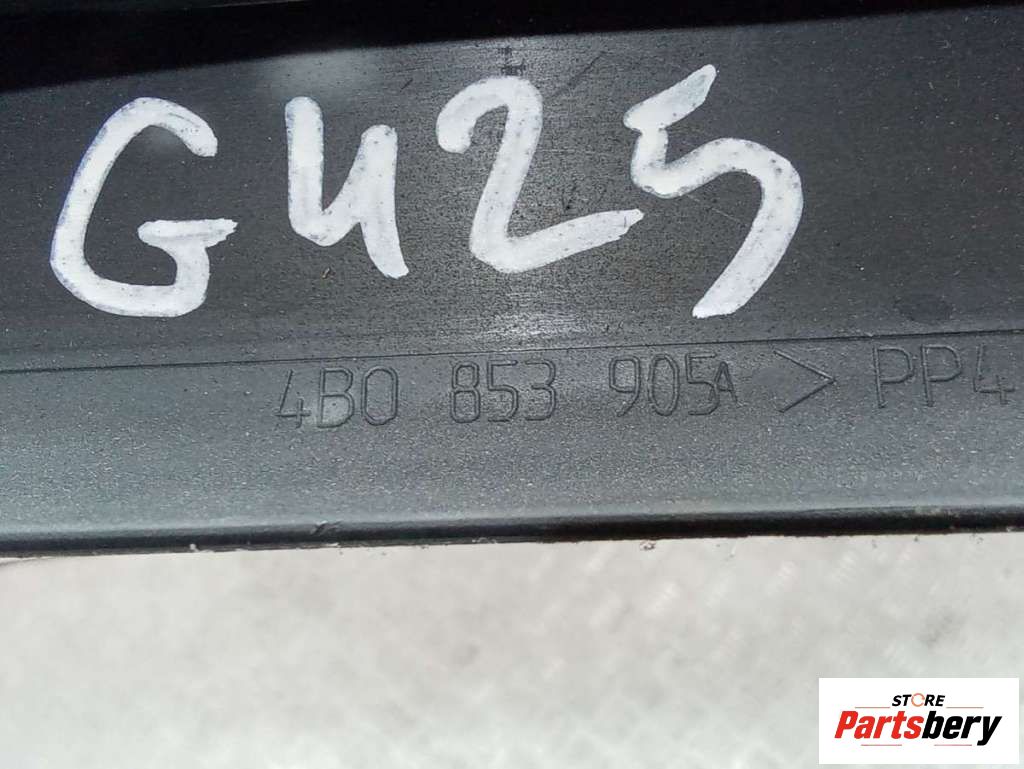 G425
4B0 853 905A >PP4
STORE
Partsbery